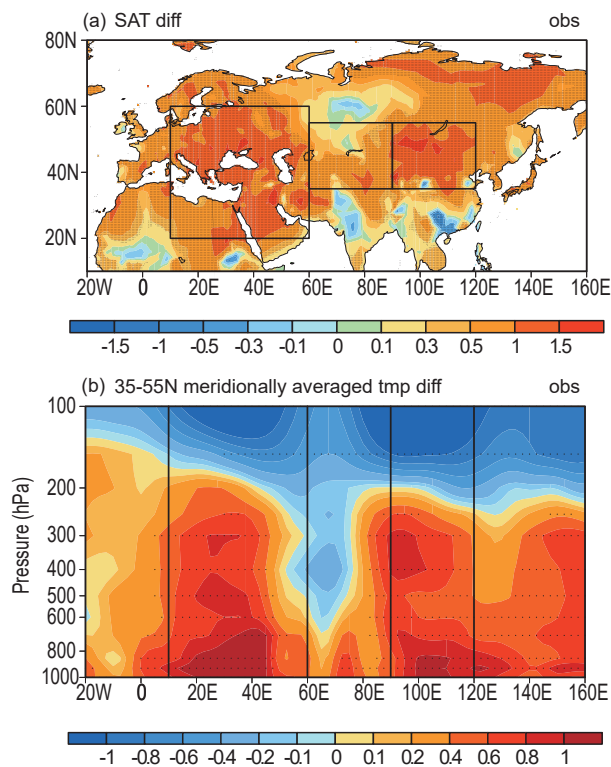 (a) SAT diff obs
80N
60N
40N
20N
20W 0 20E 40E 60E 80E 100E 120E 140E 160E
-1.5 -1 -0.5 -0.3 -0.1 0 0.1 0.3 0.5 1 1.5
(b) 35-55N meridionally averaged tmp diff obs
Pressure (hPa)
100
200
300
400
500
600
800
1000
20W 0 20E 40E 60E 80E 100E 120E 140E 160E
-1 -0.8 -0.6 -0.4 -0.2 -0.1 0 0.1 0.2 0.4 0.6 0.8 1